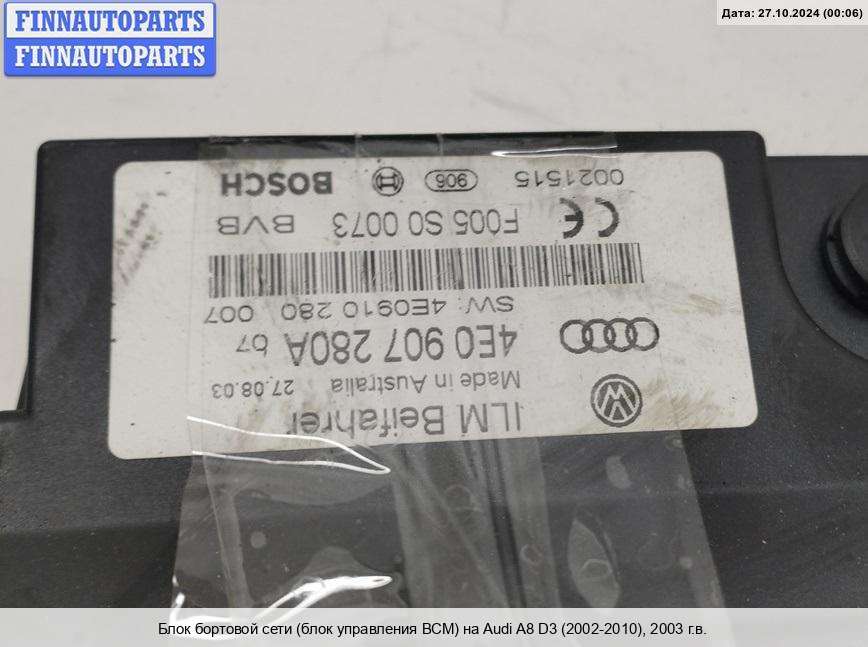 FINNAUTOPARTS
FINNAUTOPARTS
Дата: 27.10.2024 (00:06)
ILM Beifahrer
Made in Australia 27.08.03
4E0 907 280A 07
SW: 4E0910 280 007
CE F005 S0 0073 BVB
0021515 906 BOSCH
Блок бортовой сети (блок управления BCM) на Audi A8 D3 (2002-2010), 2003 г.в.